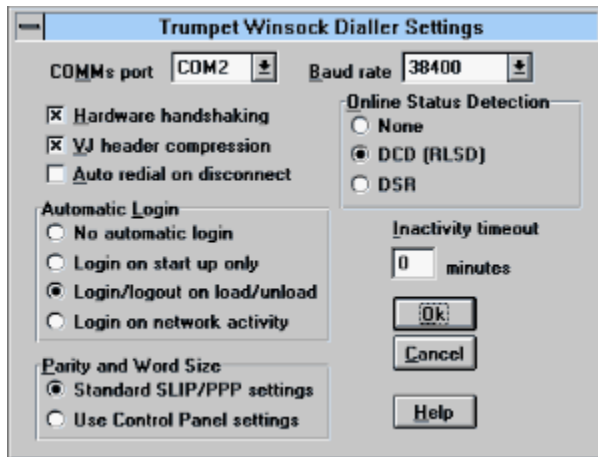 Trumpet Winsock Dialler Settings
COMMs port COM2 Baud rate 38400
Hardware handshaking
VJ header compression
Auto redial on disconnect
Online Status Detection
None
DCD (RLSD)
DSR
Automatic Login
No automatic login
Login on start up only
Login/logout on load/unload
Login on network activity
Inactivity timeout
0 minutes
Ok
Cancel
Parity and Word Size
Standard SLIP/PPP settings
Use Control Panel settings
Help